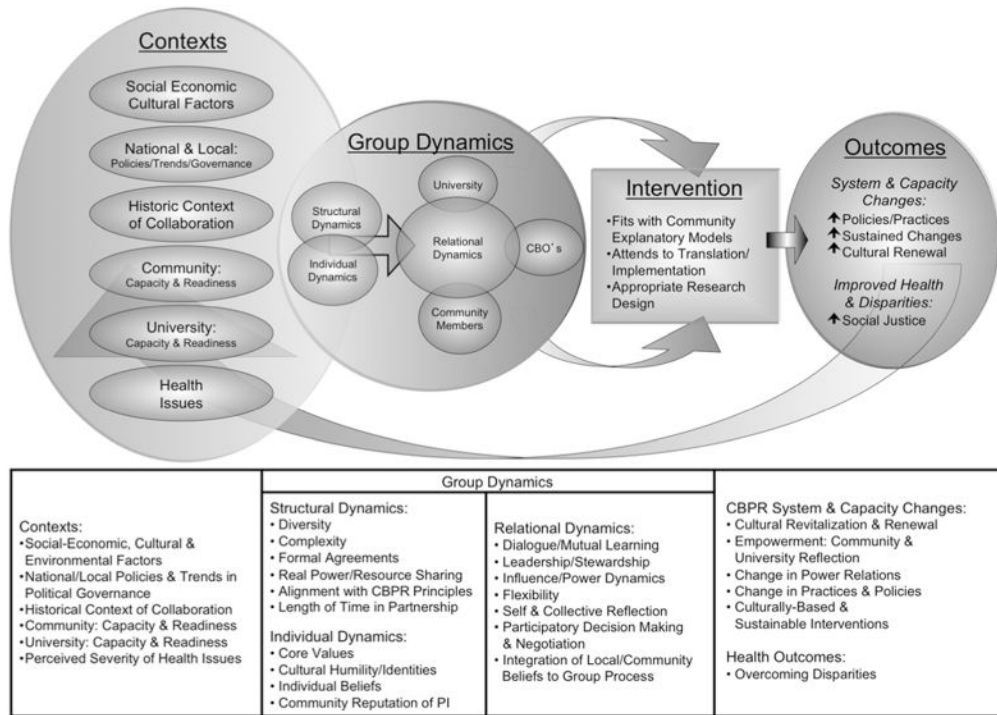 Contexts
Social Economic
Cultural Factors
National & Local:
Policies/Trends/Governance
Historic Context
of Collaboration
Community:
Capacity & Readiness
University:
Capacity & Readiness
Health
Issues
Group Dynamics
Structural
Dynamics
Individual
Dynamics
University
Relational
Dynamics
CBO's
Community
Members
Intervention
•Fits with Community
Explanatory Models
•Attends to Translation/
Implementation
•Appropriate Research
Design
Outcomes
System & Capacity
Changes:
Policies/Practices
Sustained Changes
Cultural Renewal
Improved Health
& Disparities:
Social Justice
Contexts:
•Social-Economic, Cultural &
Environmental Factors
•National/Local Policies & Trends in
Political Governance
•Historical Context of Collaboration
•Community: Capacity & Readiness
•University: Capacity & Readiness
•Perceived Severity of Health Issues
Group Dynamics
Structural Dynamics:
• Diversity
• Complexity
• Formal Agreements
• Real Power/Resource Sharing
• Alignment with CBPR Principles
• Length of Time in Partnership
Individual Dynamics:
• Core Values
• Cultural Humility/Identities
• Individual Beliefs
• Community Reputation of PI
Relational Dynamics:
• Dialogue/Mutual Learning
• Leadership/Stewardship
• Influence/Power Dynamics
• Flexibility
• Self & Collective Reflection
• Participatory Decision Making
& Negotiation
• Integration of Local/Community
Beliefs to Group Process
CBPR System & Capacity Changes:
• Cultural Revitalization & Renewal
• Empowerment: Community &
University Reflection
• Change in Power Relations
• Change in Practices & Policies
• Culturally-Based &
Sustainable Interventions
Health Outcomes:
• Overcoming Disparities